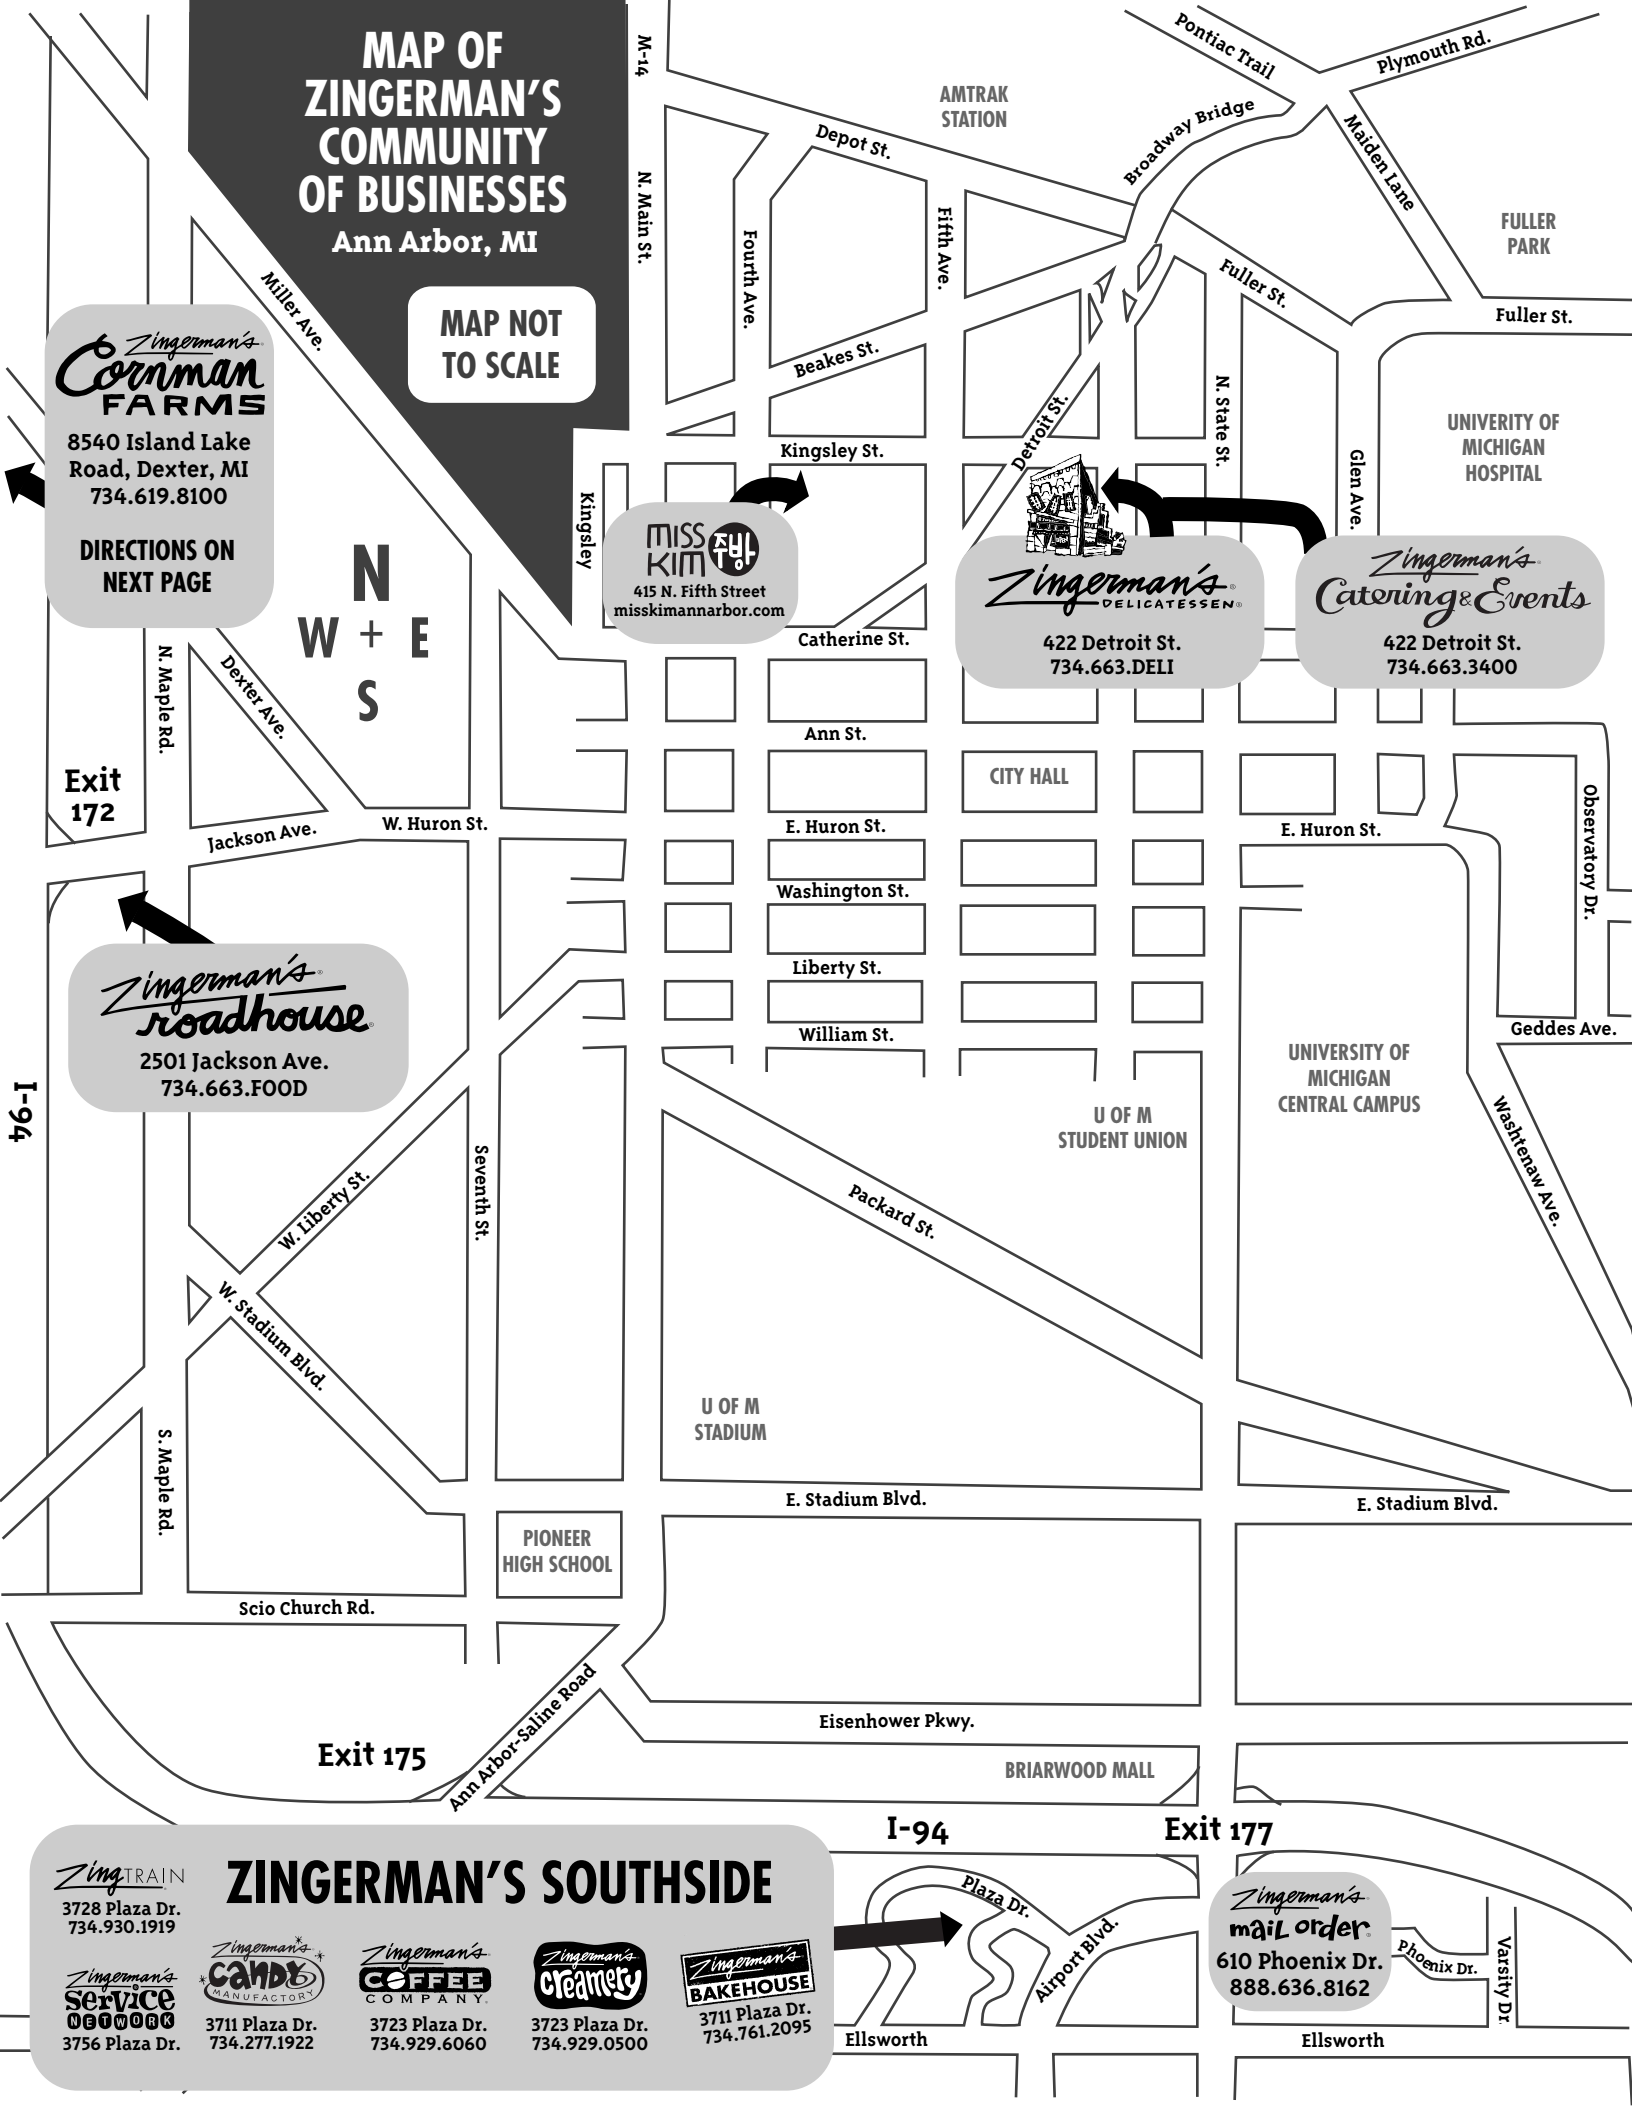 MAP OF
ZINGERMAN'S
COMMUNITY
OF BUSINESSES
Ann Arbor, MI
MAP NOT
TO SCALE
M-14
N. Main St.
Pontiac Trail
Plymouth Rd.
AMTRAK
STATION
Broadway Bridge
Depot St.
Maiden Lane
FULLER
PARK
Fourth Ave.
Fifth Ave.
Fuller St.
Fuller St.
Miller Ave.
Zingerman's
Cornman
FARMS
8540 Island Lake
Road, Dexter, MI
734.619.8100
DIRECTIONS ON
NEXT PAGE
Beakes St.
Detroit St.
N. State St.
Glen Ave.
UNIVERITY OF
MICHIGAN
HOSPITAL
Kingsley St.
Kingsley
MISS
KIM
주방
415 N. Fifth Street
misskimannarbor.com
Zingerman's
DELICATESSEN
422 Detroit St.
734.663.DELI
Zingerman's
Catering & Events
422 Detroit St.
734.663.3400
N
W + E
S
Catherine St.
N. Maple Rd.
Dexter Ave.
Ann St.
CITY HALL
Exit
172
Jackson Ave.
W. Huron St.
E. Huron St.
E. Huron St.
Observatory Dr.
Washington St.
Liberty St.
William St.
Geddes Ave.
Zingerman's
roadhouse
2501 Jackson Ave.
734.663.FOOD
I-94
UNIVERSITY OF
MICHIGAN
CENTRAL CAMPUS
U OF M
STUDENT UNION
Washtenaw Ave.
Seventh St.
W. Liberty St.
Packard St.
W. Stadium Blvd.
U OF M
STADIUM
S. Maple Rd.
E. Stadium Blvd.
E. Stadium Blvd.
PIONEER
HIGH SCHOOL
Scio Church Rd.
Ann Arbor-Saline Road
Eisenhower Pkwy.
Exit 175
BRIARWOOD MALL
I-94
Exit 177
ZINGERMAN'S SOUTHSIDE
ZingTRAIN
3728 Plaza Dr.
734.930.1919
Zingerman's
service
NETWORK
3756 Plaza Dr.
Zingerman's
CANDY
MANUFACTORY
3711 Plaza Dr.
734.277.1922
Zingerman's
COFFEE
COMPANY
3723 Plaza Dr.
734.929.6060
Zingerman's
creamery
3723 Plaza Dr.
734.929.0500
Zingerman's
BAKEHOUSE
3711 Plaza Dr.
734.761.2095
Plaza Dr.
Airport Blvd.
Zingerman's
mail order
610 Phoenix Dr.
888.636.8162
Phoenix Dr.
Varsity Dr.
Ellsworth
Ellsworth